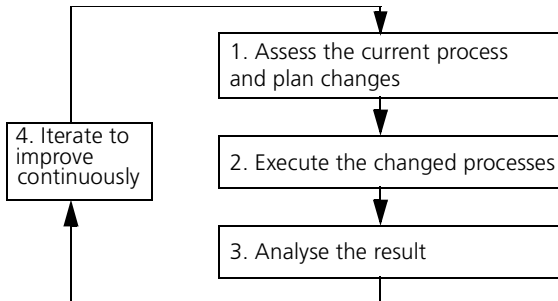 1. Assess the current process
and plan changes
2. Execute the changed processes
3. Analyse the result
4. Iterate to
improve
continuously